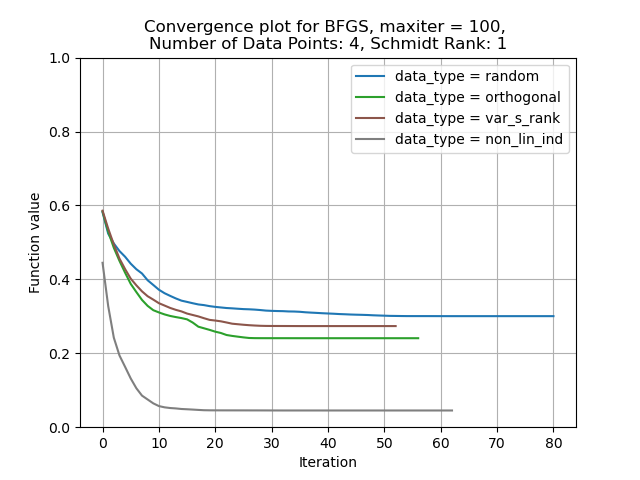 Convergence plot for BFGS, maxiter = 100,
Number of Data Points: 4, Schmidt Rank: 1
1.0
0.8
0.6
0.4
0.2
0.0
Function value
data_type = random
data_type = orthogonal
data_type = var_s_rank
data_type = non_lin_ind
0 10 20 30 40 50 60 70 80
Iteration